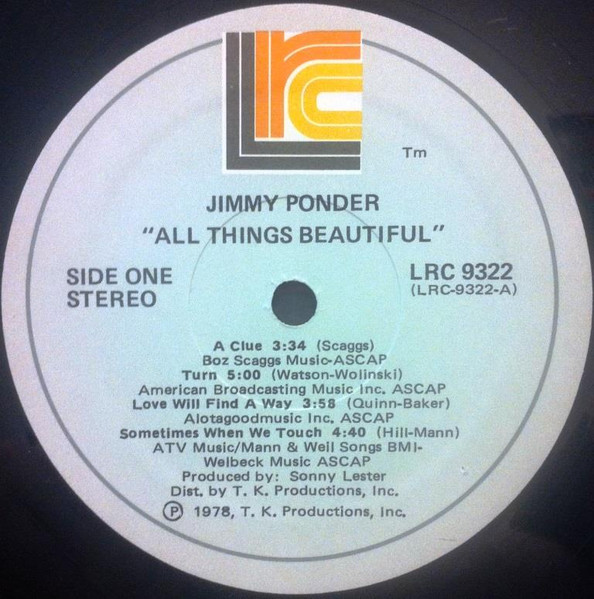 lrc
Tm
JIMMY PONDER
"ALL THINGS BEAUTIFUL"
SIDE ONE
STEREO
LRC 9322
(LRC-9322-A)
A Clue 3:34 (Scaggs)
Boz Scaggs Music-ASCAP
Turn 5:00 (Watson-Wolinski)
American Broadcasting Music Inc. ASCAP
Love Will Find A Way 3:58 (Quinn-Baker)
Alotagoodmusic Inc. ASCAP
Sometimes When We Touch 4:40 (Hill-Mann)
ATV Music/Mann & Weil Songs BMI-
Welbeck Music ASCAP
Produced by: Sonny Lester
Dist. by T. K. Productions, Inc.
Ⓟ 1978, T. K. Productions, Inc.